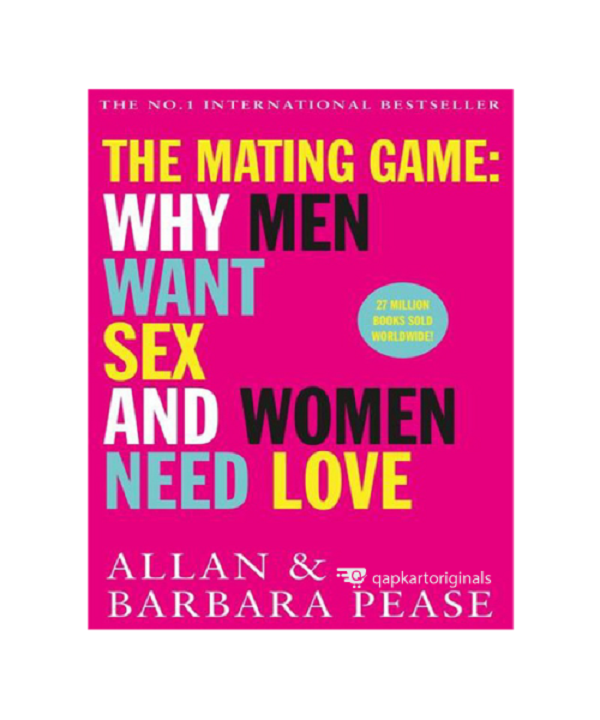 THE NO.1 INTERNATIONAL BESTSELLER
THE MATING GAME:
WHY MEN
WANT
SEX
AND WOMEN
NEED LOVE
27 MILLION
BOOKS SOLD
WORLDWIDE!
ALLAN &
qapkartoriginals
BARBARA PEASE